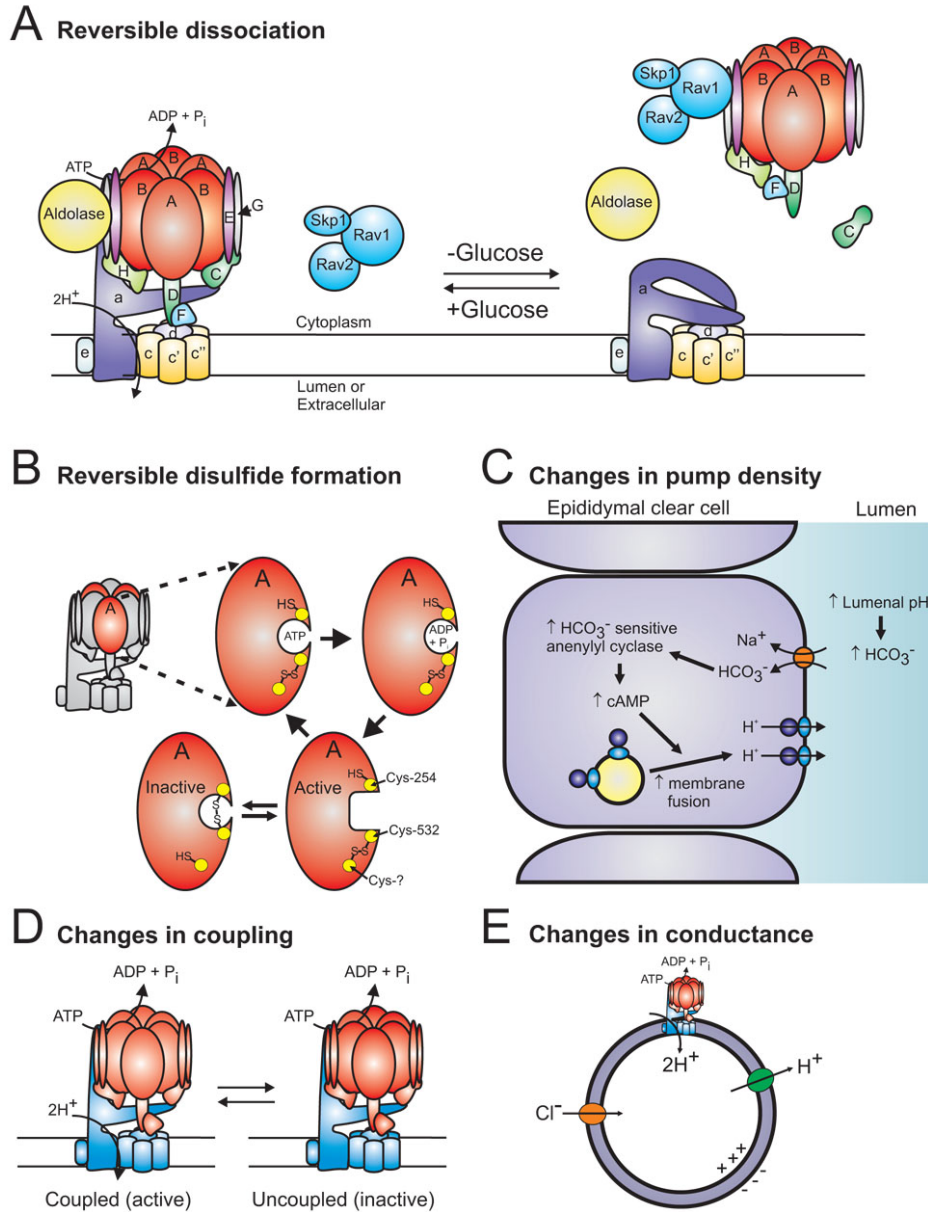 A Reversible dissociation
ADP + Pi
ATP
B
A
A
B
B
A
Aldolase
E
G
H
C
a
D
F
2H+
d
e
c
c'
c''
Skp1
Rav1
Rav2
-Glucose
+Glucose
Cytoplasm
Lumen or
Extracellular
Skp1
Rav1
Rav2
A
B
A
B
B
A
H
F
D
C
Aldolase
a
d
e
c
c'
c''
B Reversible disulfide formation
A
A
HS
ATP
S-S
A
HS
ADP
+ Pi
S-S
A
Inactive
S-S
HS
A
Active
HS
Cys-254
Cys-532
S-S
Cys-?
C Changes in pump density
Epididymal clear cell
Lumen
↑ Lumenal pH
↑ HCO3-
Na+
HCO3-
↑ HCO3- sensitive
anenylyl cyclase
↑ cAMP
H+
H+
↑ membrane
fusion
D Changes in coupling
ADP + Pi
ATP
2H+
Coupled (active)
ADP + Pi
ATP
Uncoupled (inactive)
E Changes in conductance
ADP + Pi
ATP
2H+
H+
Cl-
+++
- - -